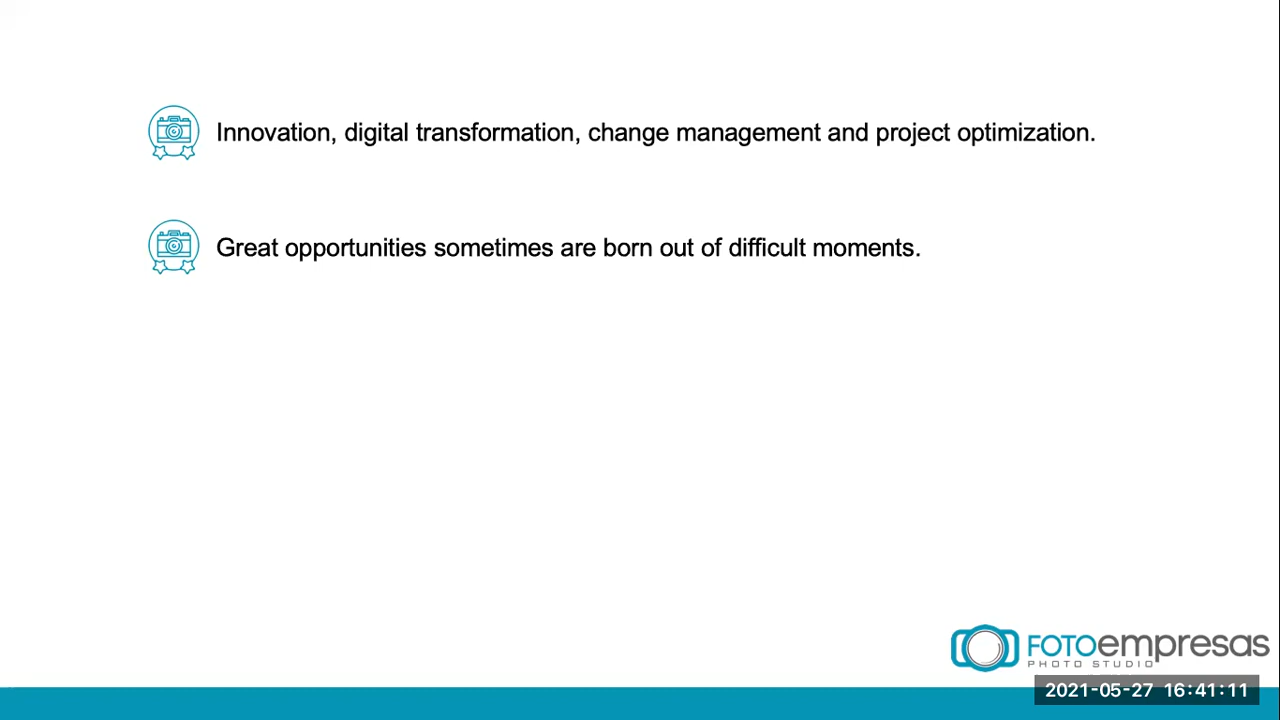 Innovation, digital transformation, change management and project optimization.
Great opportunities sometimes are born out of difficult moments.
FOTOempresas
PHOTO STUDIO
2021-05-27 16:41:11